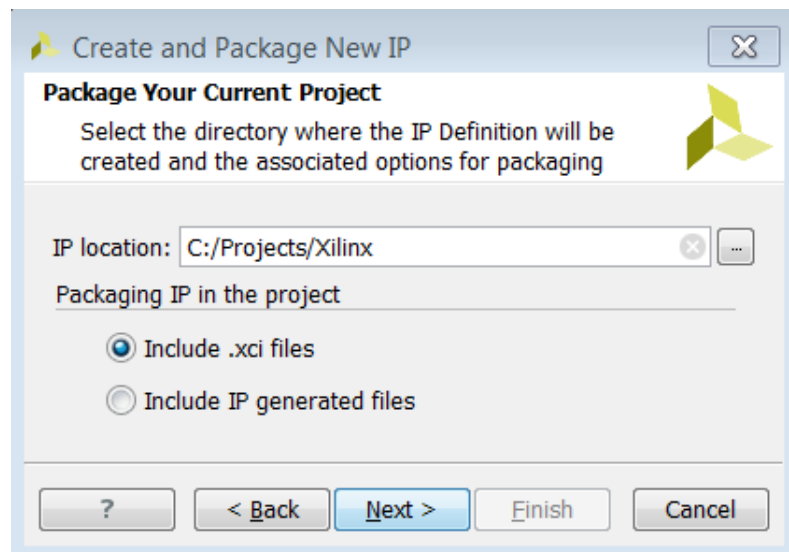 Create and Package New IP
Package Your Current Project
Select the directory where the IP Definition will be
created and the associated options for packaging
IP location: C:/Projects/Xilinx ...
Packaging IP in the project
Include .xci files
Include IP generated files
? < Back Next > Finish Cancel